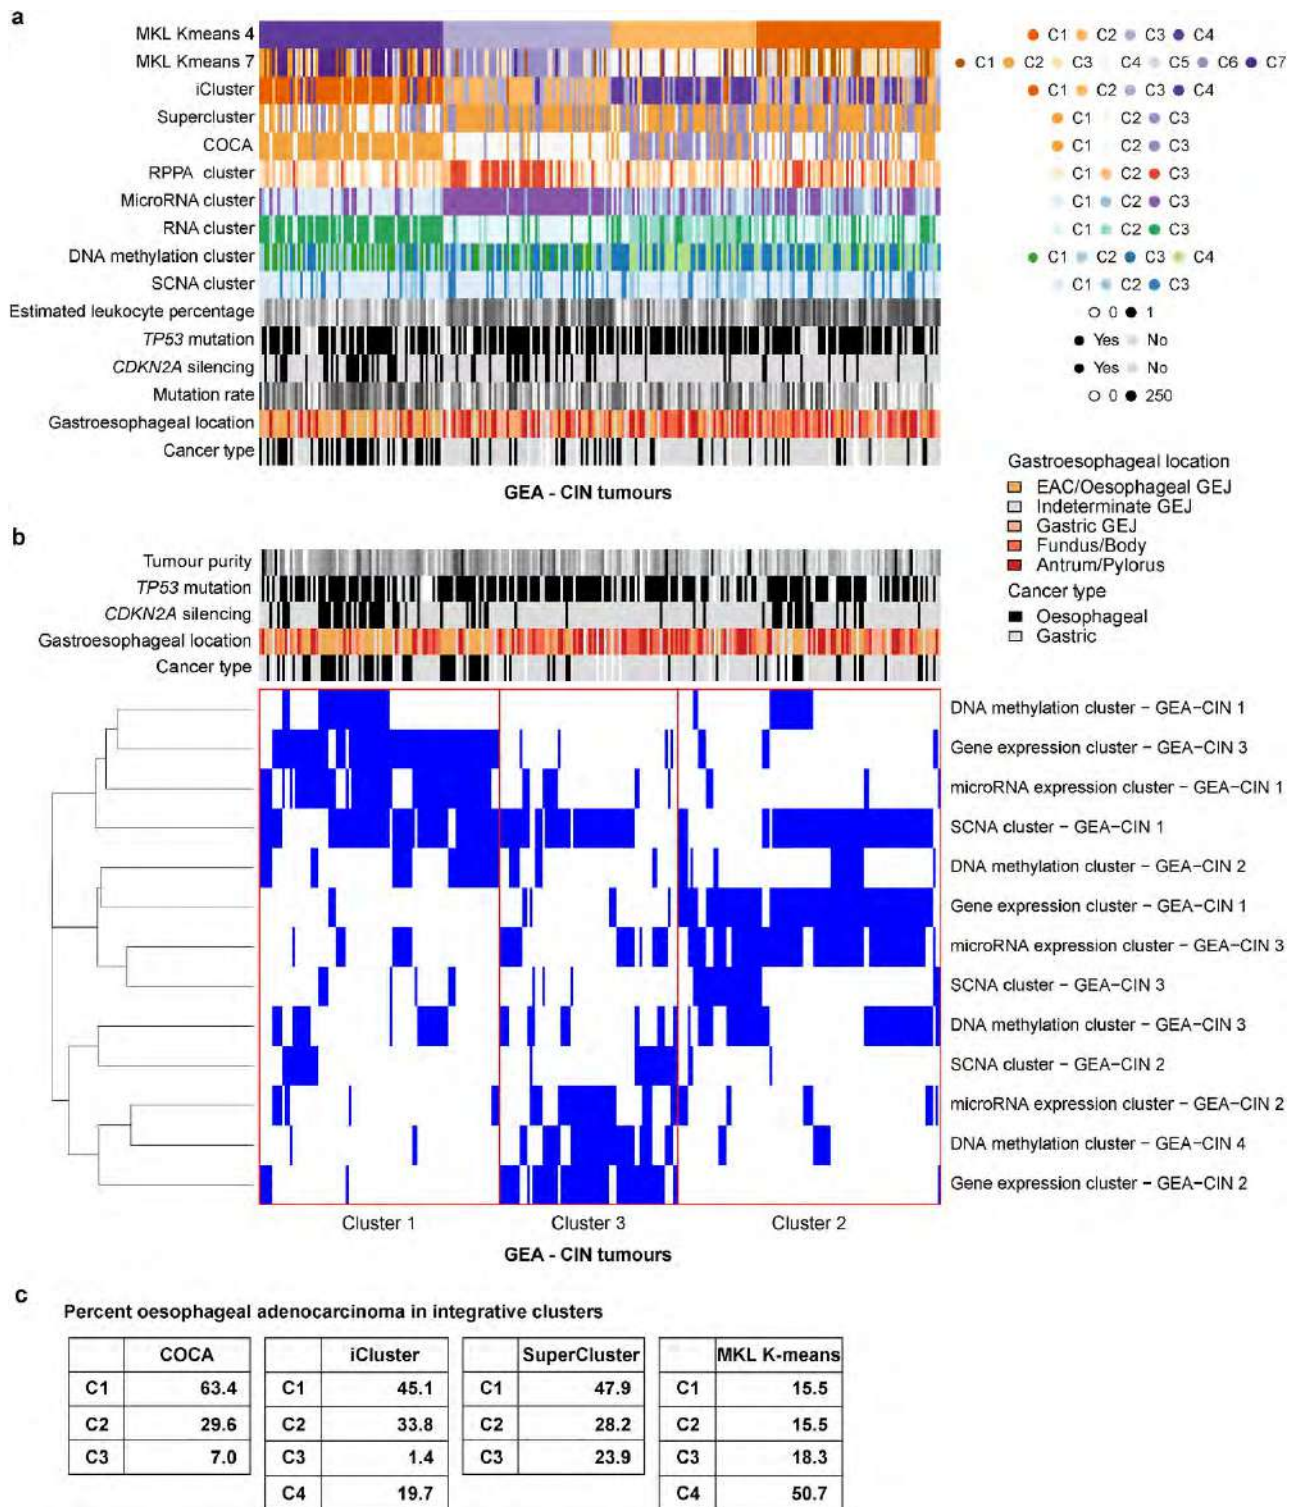 a
MKL Kmeans 4
C1 C2 C3 C4
MKL Kmeans 7
C1 C2 C3 C4 C5 C6 C7
iCluster
C1 C2 C3 C4
Supercluster
C1 C2 C3
COCA
C1 C2 C3
RPPA cluster
C1 C2 C3
MicroRNA cluster
C1 C2 C3
RNA cluster
C1 C2 C3
DNA methylation cluster
C1 C2 C3 C4
SCNA cluster
C1 C2 C3
Estimated leukocyte percentage
0 1
TP53 mutation
Yes No
CDKN2A silencing
Yes No
Mutation rate
0 250
Gastroesophageal location
Cancer type
GEA - CIN tumours
Gastroesophageal location
EAC/Oesophageal GEJ
Indeterminate GEJ
Gastric GEJ
Fundus/Body
Antrum/Pylorus
Cancer type
Oesophageal
Gastric
b
Tumour purity
TP53 mutation
CDKN2A silencing
Gastroesophageal location
Cancer type
DNA methylation cluster − GEA−CIN 1
Gene expression cluster − GEA−CIN 3
microRNA expression cluster − GEA−CIN 1
SCNA cluster − GEA−CIN 1
DNA methylation cluster − GEA−CIN 2
Gene expression cluster − GEA−CIN 1
microRNA expression cluster − GEA−CIN 3
SCNA cluster − GEA−CIN 3
DNA methylation cluster − GEA−CIN 3
SCNA cluster − GEA−CIN 2
microRNA expression cluster − GEA−CIN 2
DNA methylation cluster − GEA−CIN 4
Gene expression cluster − GEA−CIN 2
Cluster 1 Cluster 3 Cluster 2
GEA - CIN tumours
c
Percent oesophageal adenocarcinoma in integrative clusters
COCA
C1 63.4
C2 29.6
C3 7.0
iCluster
C1 45.1
C2 33.8
C3 1.4
C4 19.7
SuperCluster
C1 47.9
C2 28.2
C3 23.9
MKL K-means
C1 15.5
C2 15.5
C3 18.3
C4 50.7